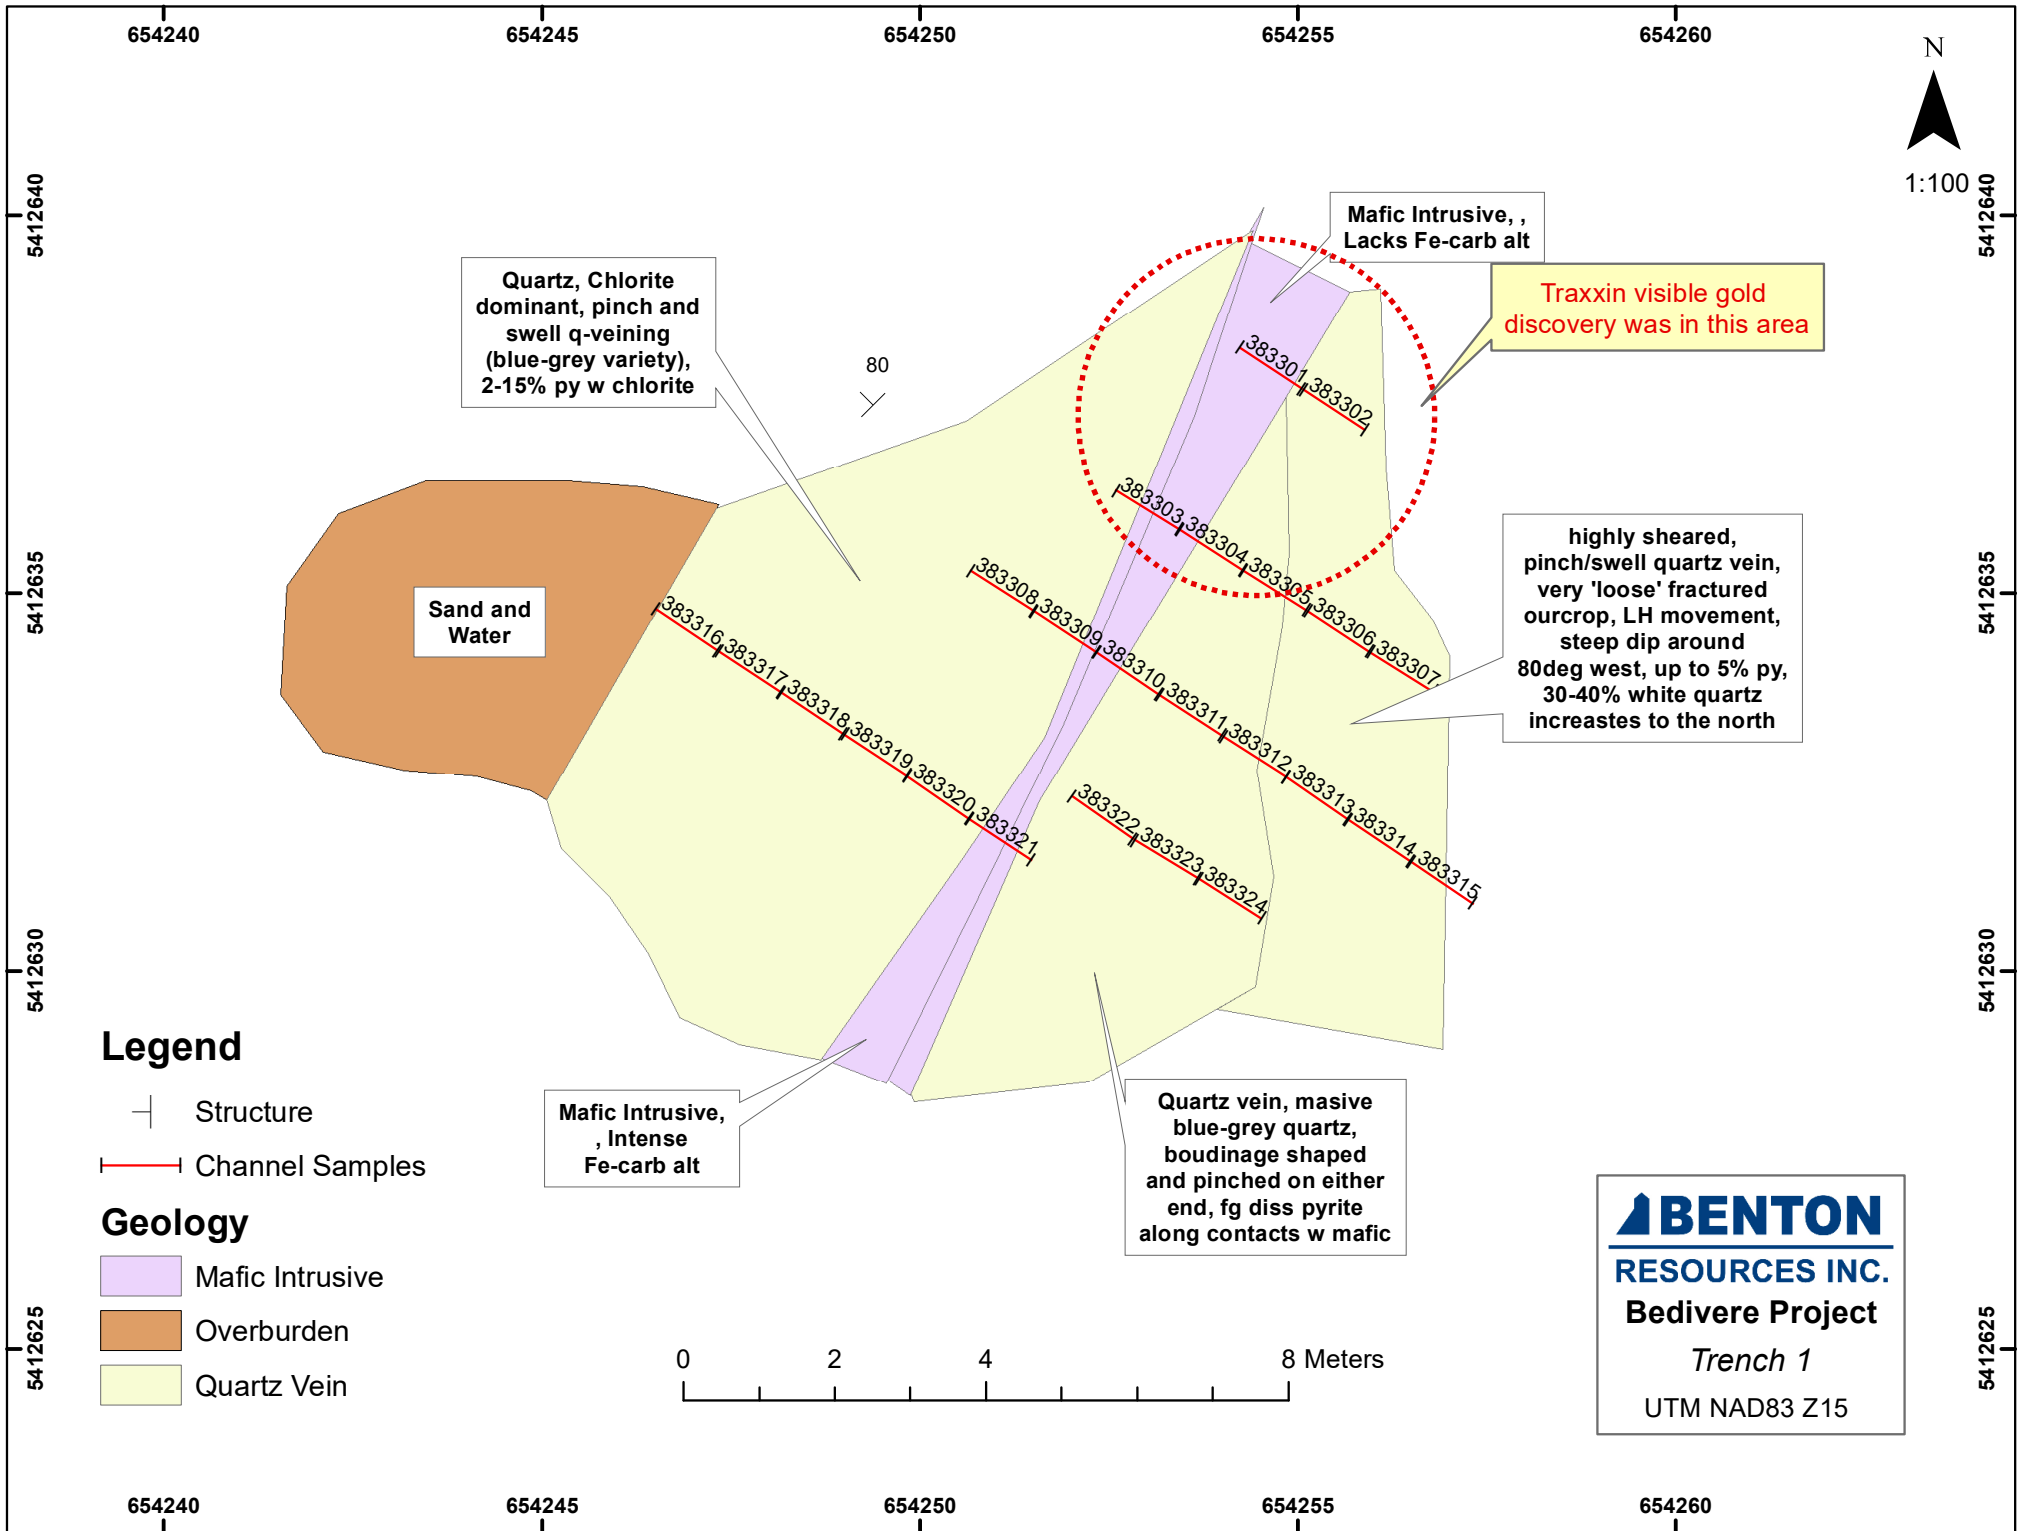 654240
654245
654250
654255
654260
N
1:100
5412640
5412640
Mafic Intrusive, ,
Lacks Fe-carb alt
Quartz, Chlorite
dominant, pinch and
swell q-veining
(blue-grey variety),
2-15% py w chlorite
Traxxin visible gold
discovery was in this area
80
383301
383302
383303
383304
383305
383306
383307
highly sheared,
pinch/swell quartz vein,
very 'loose' fractured
ourcrop, LH movement,
steep dip around
80deg west, up to 5% py,
30-40% white quartz
increastes to the north
5412635
5412635
Sand and
Water
383308
383309
383310
383311
383312
383313
383314
383315
383316
383317
383318
383319
383320
383321
383322
383323
383324
5412630
5412630
Legend
Structure
Channel Samples
Geology
Mafic Intrusive
Overburden
Quartz Vein
Mafic Intrusive,
, Intense
Fe-carb alt
Quartz vein, masive
blue-grey quartz,
boudinage shaped
and pinched on either
end, fg diss pyrite
along contacts w mafic
BENTON
RESOURCES INC.
Bedivere Project
Trench 1
UTM NAD83 Z15
5412625
5412625
0 2 4 8 Meters
654240
654245
654250
654255
654260